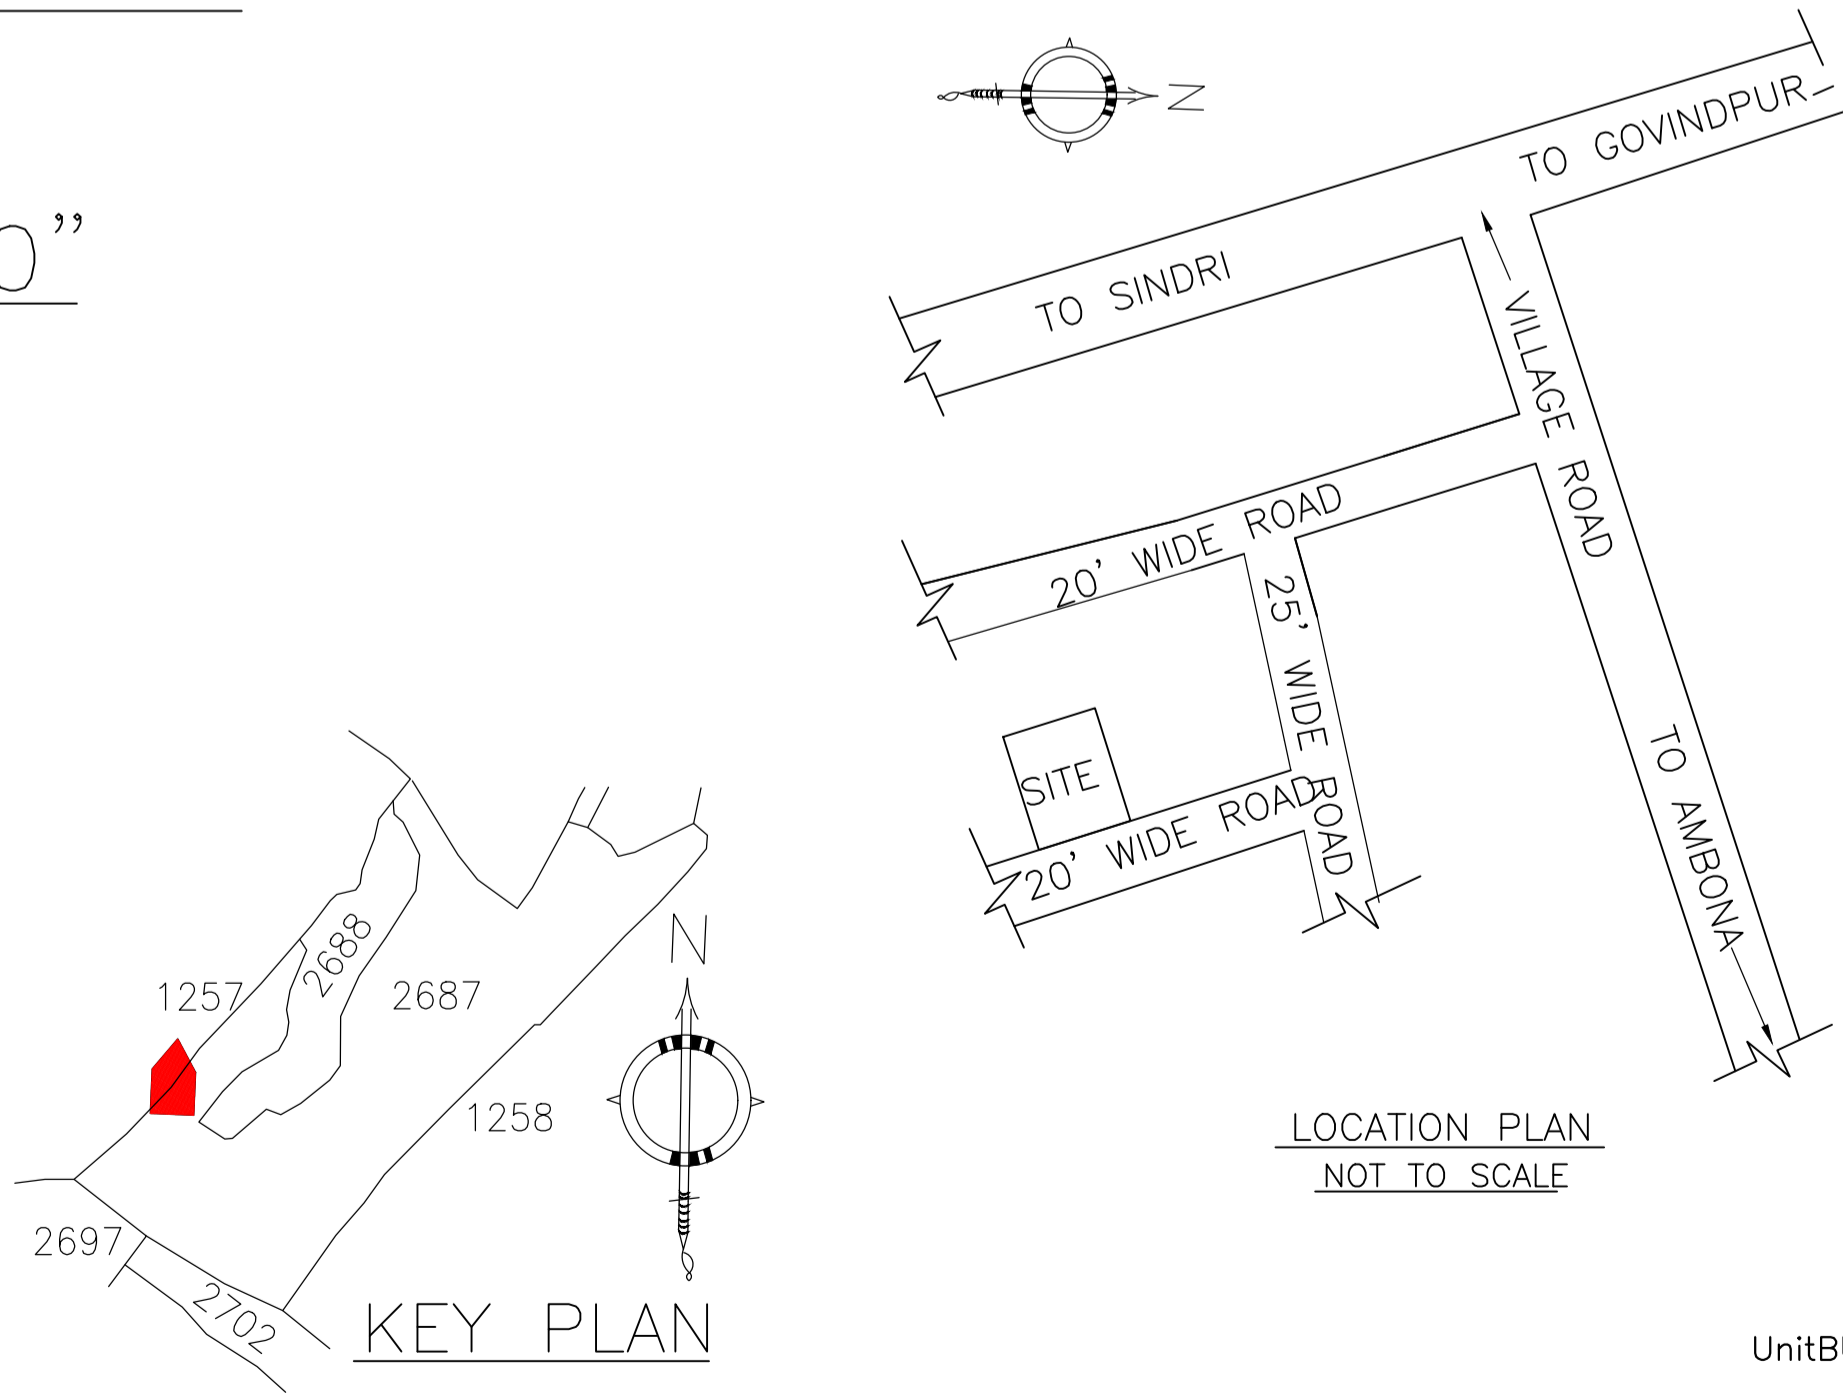 N
TO GOVINDPUR
TO SINDRI
VILLAGE ROAD
20' WIDE ROAD
25' WIDE ROAD
SITE
20' WIDE ROAD
TO AMBONA
LOCATION PLAN
NOT TO SCALE
N
2688
1257
2687
1258
2697
2702
KEY PLAN